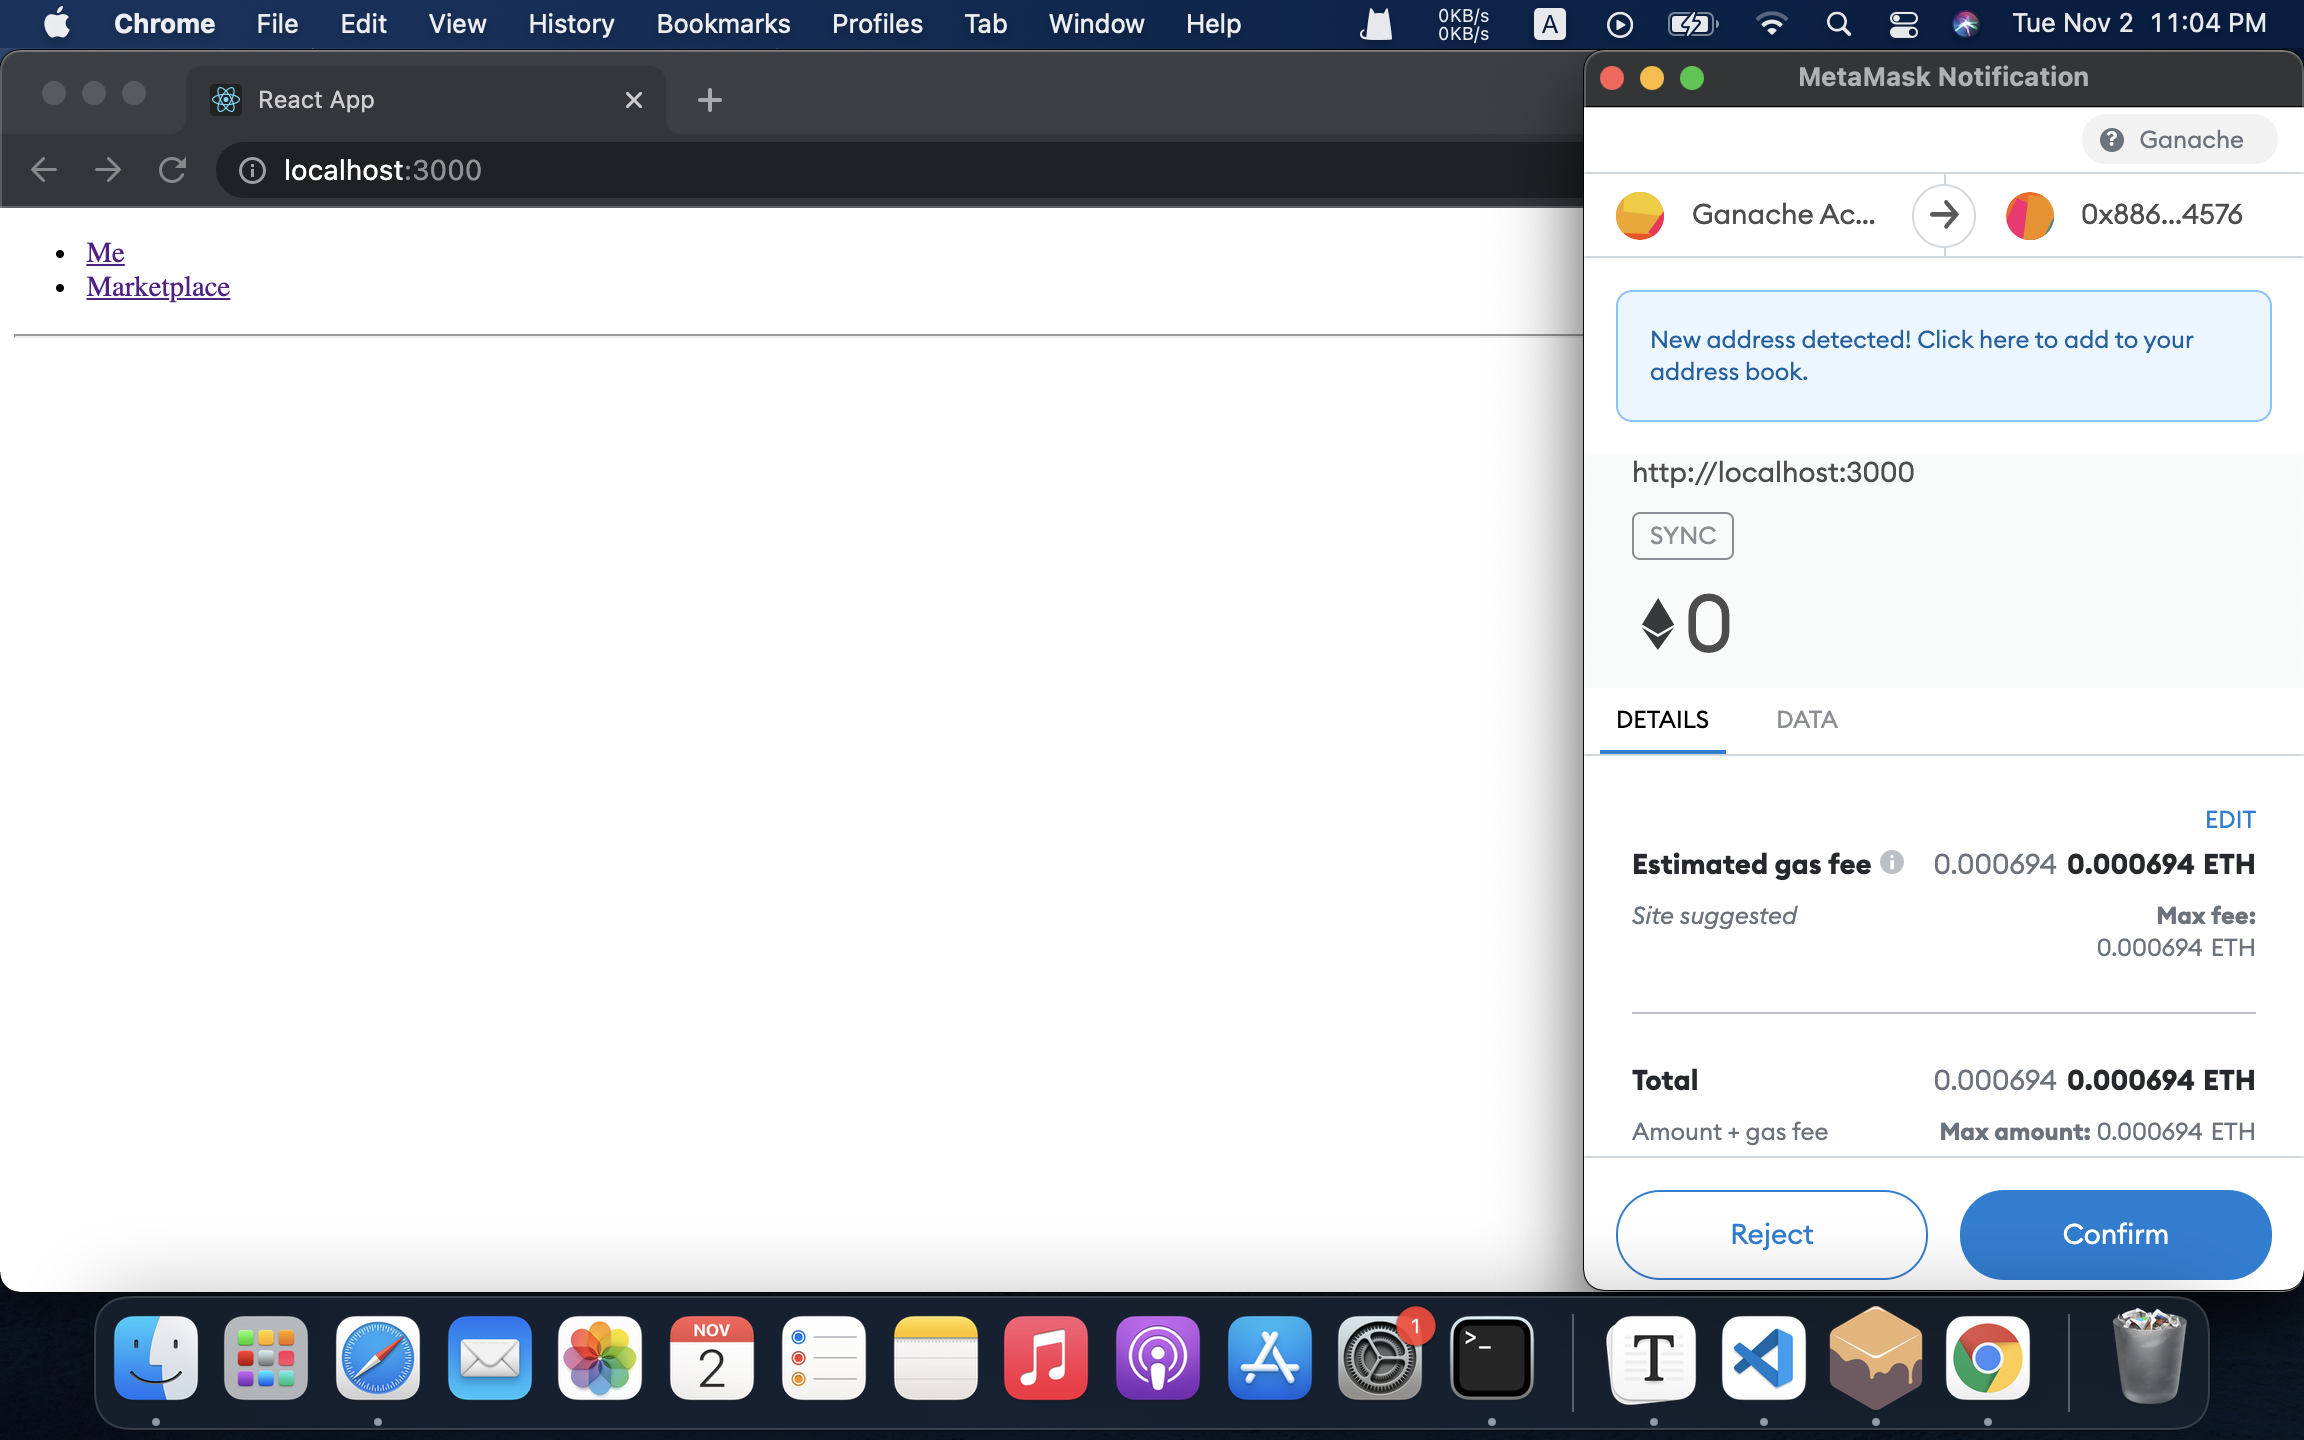 Chrome File Edit View History Bookmarks Profiles Tab Window Help 0KB/s A Tue Nov 2 11:04 PM
0KB/s
React App
MetaMask Notification
localhost:3000
Ganache
Ganache Ac... 0x886...4576
Me
Marketplace
New address detected! Click here to add to your
address book.
http://localhost:3000
SYNC
0
DETAILS DATA
EDIT
Estimated gas fee 0.000694 0.000694 ETH
Site suggested Max fee:
0.000694 ETH
Total 0.000694 0.000694 ETH
Amount + gas fee Max amount: 0.000694 ETH
Reject Confirm
NOV
2
1
>_
T